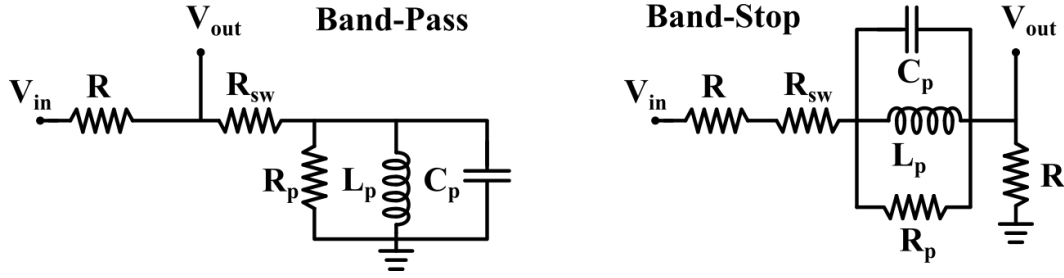 Band-Pass
V_out
V_in
R
R_sw
R_p
L_p
C_p
Band-Stop
V_in
R
R_sw
C_p
L_p
R_p
V_out
R